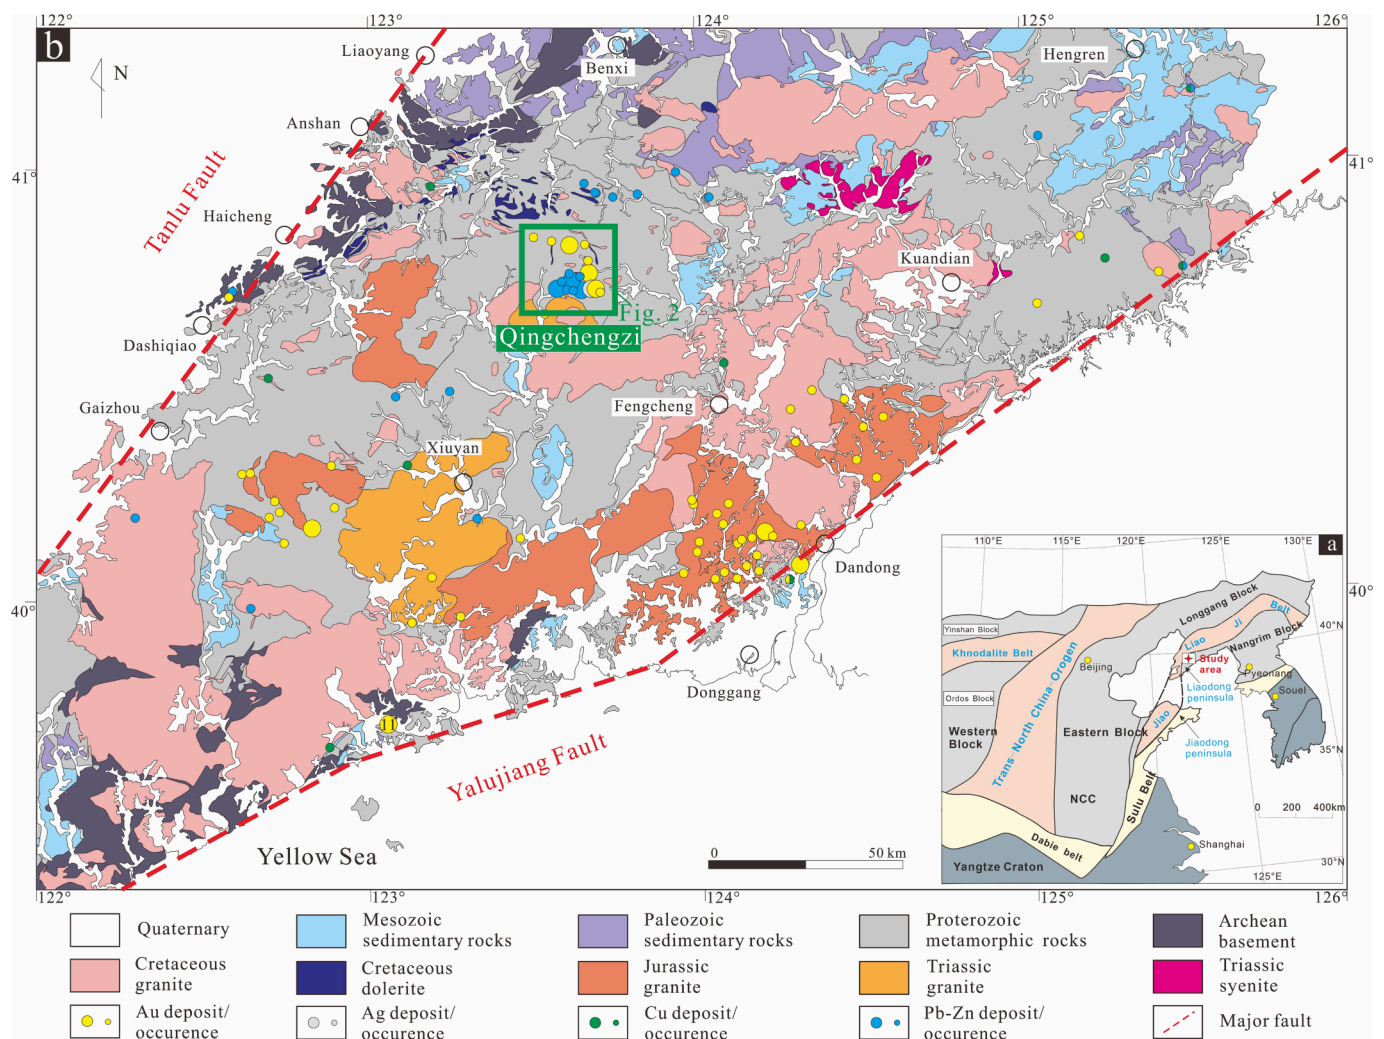 122°
123°
124°
125°
126°
b
N
Liaoyang
Benxi
Hengren
Anshan
41°
41°
Tanlu Fault
Haicheng
Kuandian
Fig. 2
Qingchengzi
Dashiqiao
Gaizhou
Fengcheng
Xiuyan
Dandong
40°
40°
Donggang
11
Yalujiang Fault
Yellow Sea
0
50 km
122°
123°
124°
125°
126°
a
110°E
115°E
120°E
125°E
130°E
Longgang Block
Belt
Ji
Liao
40°N
Yinshan Block
Nangrim Block
Khnodalite Belt
Beijing
Study
area
Pyeonang
Ordos Block
Liaodong
peninsula
Souel
Trans-North China Orogen
Western
Block
Eastern Block
Jiao
Jiaodong
peninsula
35°N
NCC
Sulu Belt
0 200 400km
Shanghai
Dabie belt
Yangtze Craton
30°N
125°E
Quaternary
Mesozoic
sedimentary rocks
Paleozoic
sedimentary rocks
Proterozoic
metamorphic rocks
Archean
basement
Cretaceous
granite
Cretaceous
dolerite
Jurassic
granite
Triassic
granite
Triassic
syenite
Au deposit/
occurence
Ag deposit/
occurence
Cu deposit/
occurence
Pb-Zn deposit/
occurence
Major fault